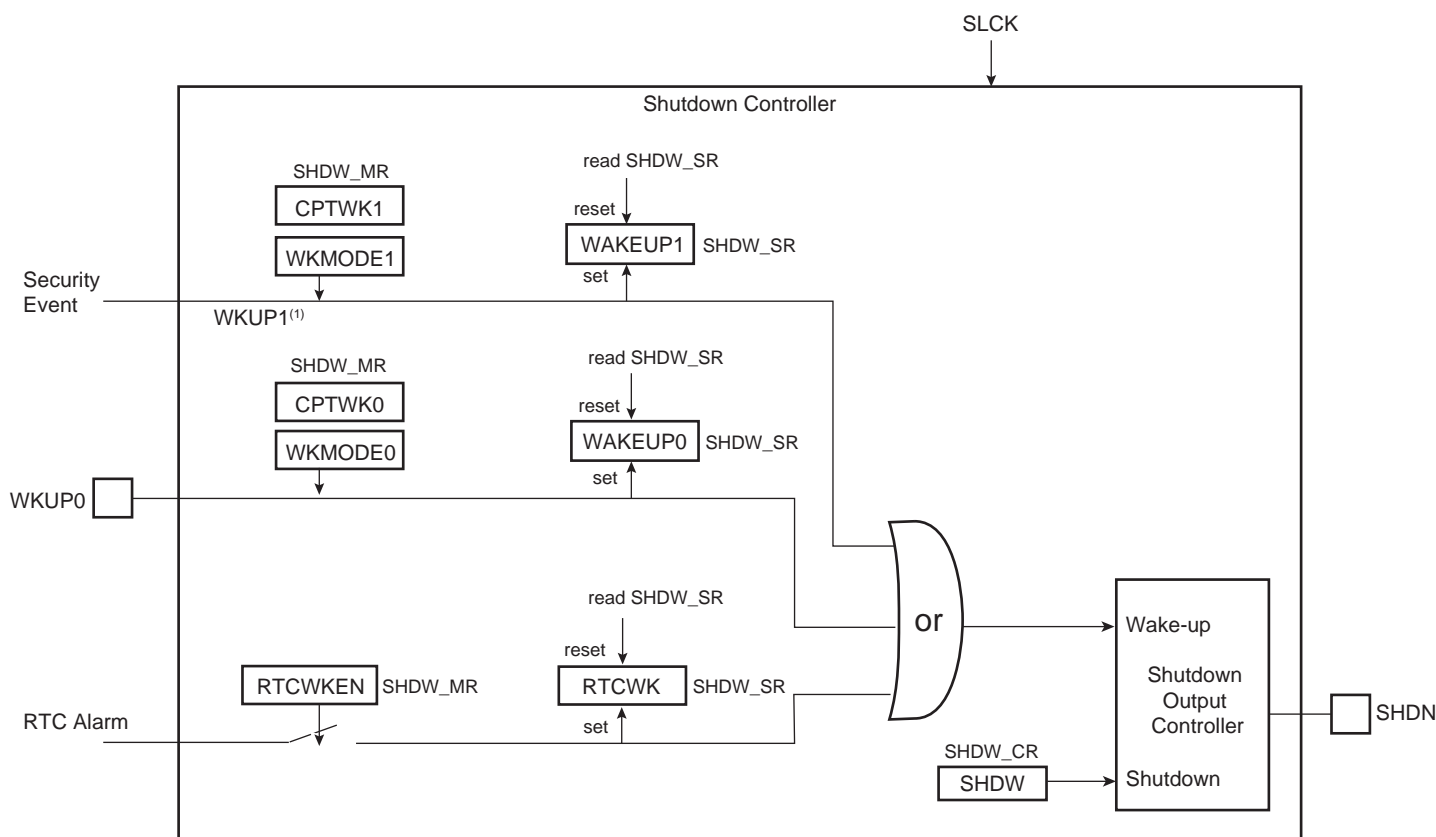 SLCK
Shutdown Controller
SHDW_MR
CPTWK1
WKMODE1
read SHDW_SR
reset
WAKEUP1
SHDW_SR
set
Security
Event
WKUP1(1)
SHDW_MR
CPTWK0
WKMODE0
read SHDW_SR
reset
WAKEUP0
SHDW_SR
set
WKUP0
read SHDW_SR
reset
RTCWKEN
SHDW_MR
RTCWK
SHDW_SR
set
RTC Alarm
or
Wake-up
Shutdown
Output
Controller
SHDN
SHDW_CR
SHDW
Shutdown